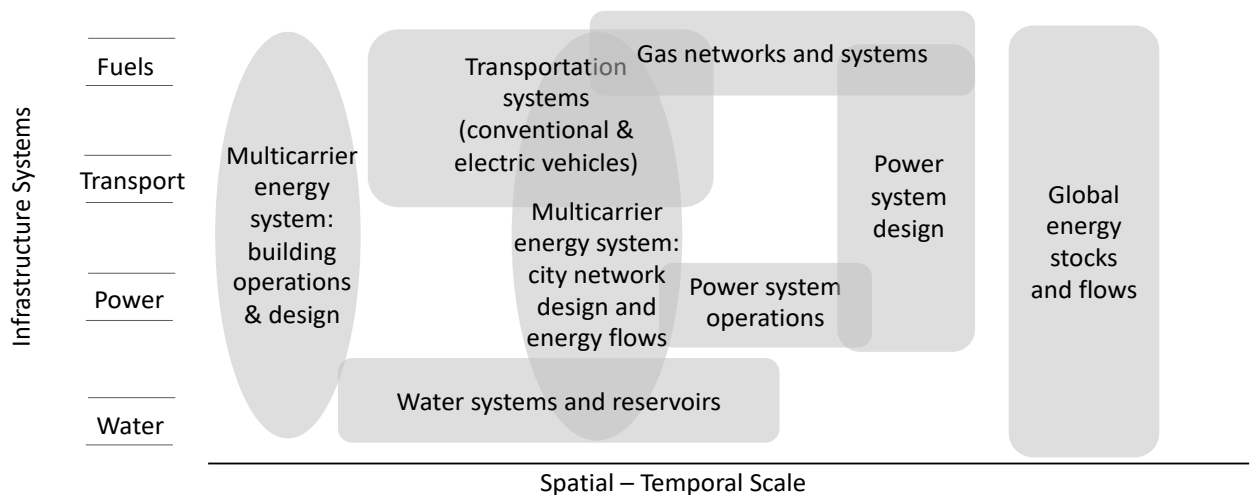 Infrastructure Systems
Fuels
Transport
Power
Water
Multicarrier
energy
system:
building
operations
& design
Transportation
systems
(conventional &
electric vehicles)
Gas networks and systems
Multicarrier
energy system:
city network
design and
energy flows
Power system
operations
Power
system
design
Global
energy
stocks
and flows
Water systems and reservoirs
Spatial – Temporal Scale